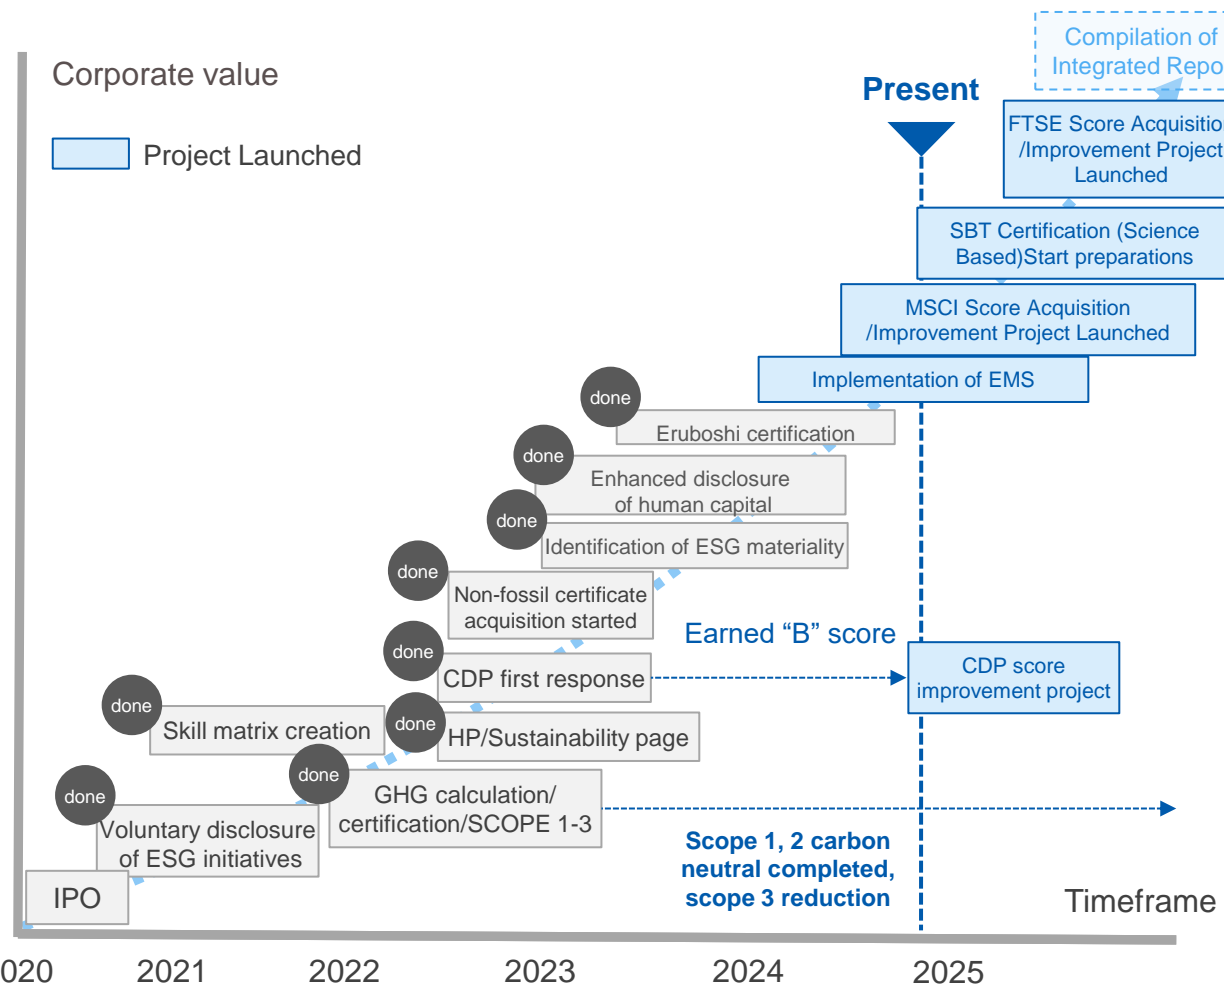 Compilation of
Integrated Repo
Corporate value
Present
Project Launched
FTSE Score Acquisition
/Improvement Project
Launched
SBT Certification (Science
Based)Start preparations
MSCI Score Acquisition
/Improvement Project Launched
Implementation of EMS
done
Eruboshi certification
done
Enhanced disclosure
of human capital
done
Identification of ESG materiality
done
Non-fossil certificate
acquisition started
Earned “B” score
done
CDP first response
CDP score
improvement project
done
Skill matrix creation
done
HP/Sustainability page
done
GHG calculation/
certification/SCOPE 1-3
done
Voluntary disclosure
of ESG initiatives
Scope 1, 2 carbon
neutral completed,
scope 3 reduction
IPO
Timeframe
020 2021 2022 2023 2024 2025